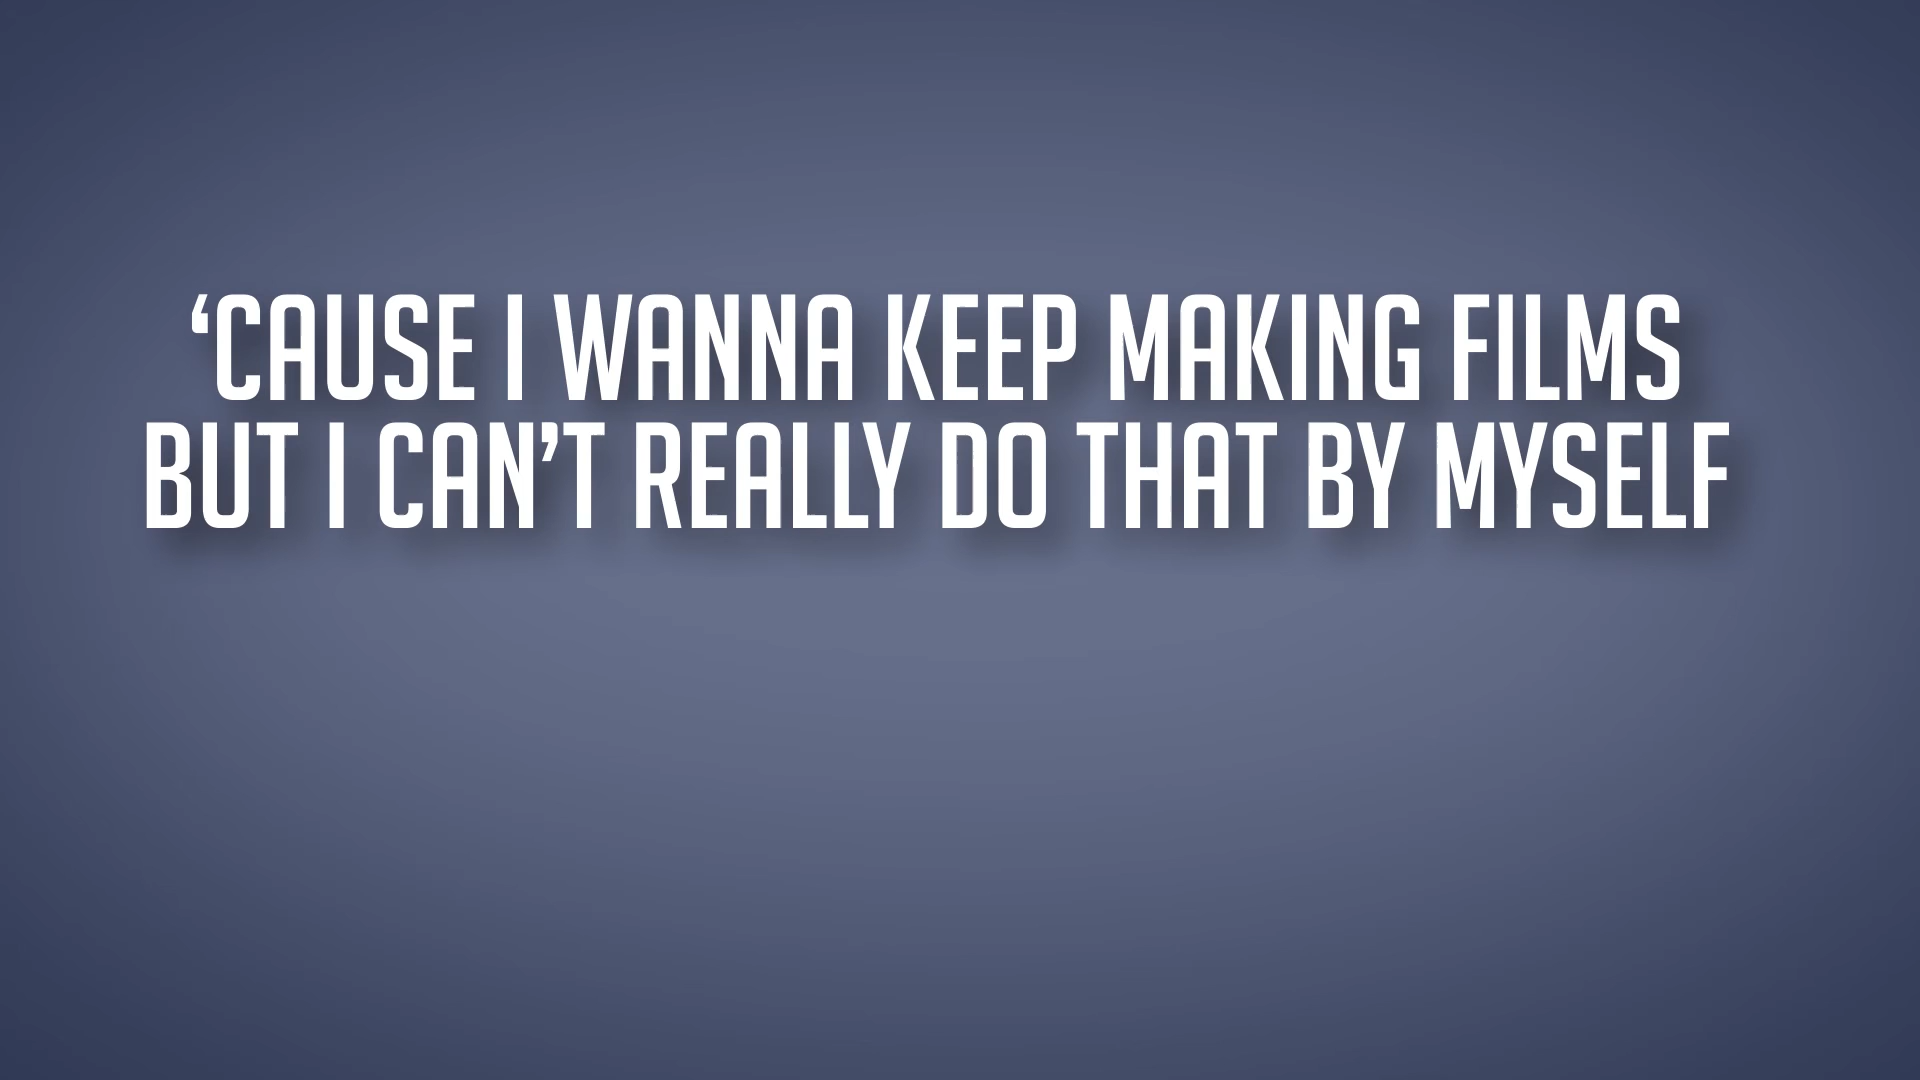 ‘CAUSE I WANNA KEEP MAKING FILMS
BUT I CAN’T REALLY DO THAT BY MYSELF